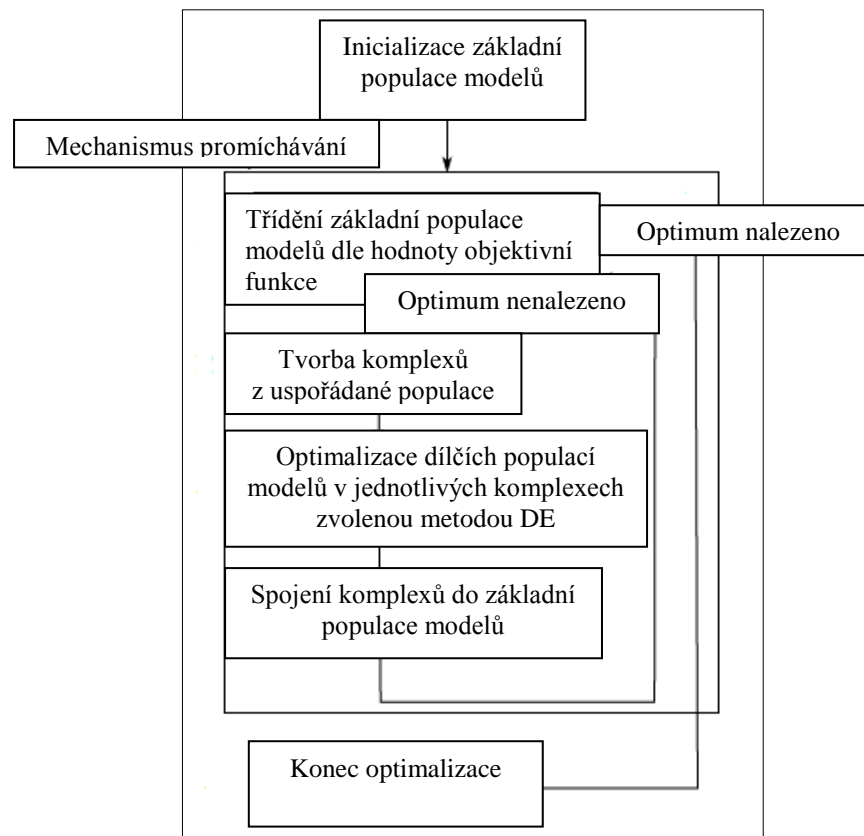 Inicializace základní
populace modelů
Mechanismus promíchávání
Třídění základní populace
modelů dle hodnoty objektivní
funkce
Optimum nalezeno
Optimum nenalezeno
Tvorba komplexů
z uspořádané populace
Optimalizace dílčích populací
modelů v jednotlivých komplexech
zvolenou metodou DE
Spojení komplexů do základní
populace modelů
Konec optimalizace